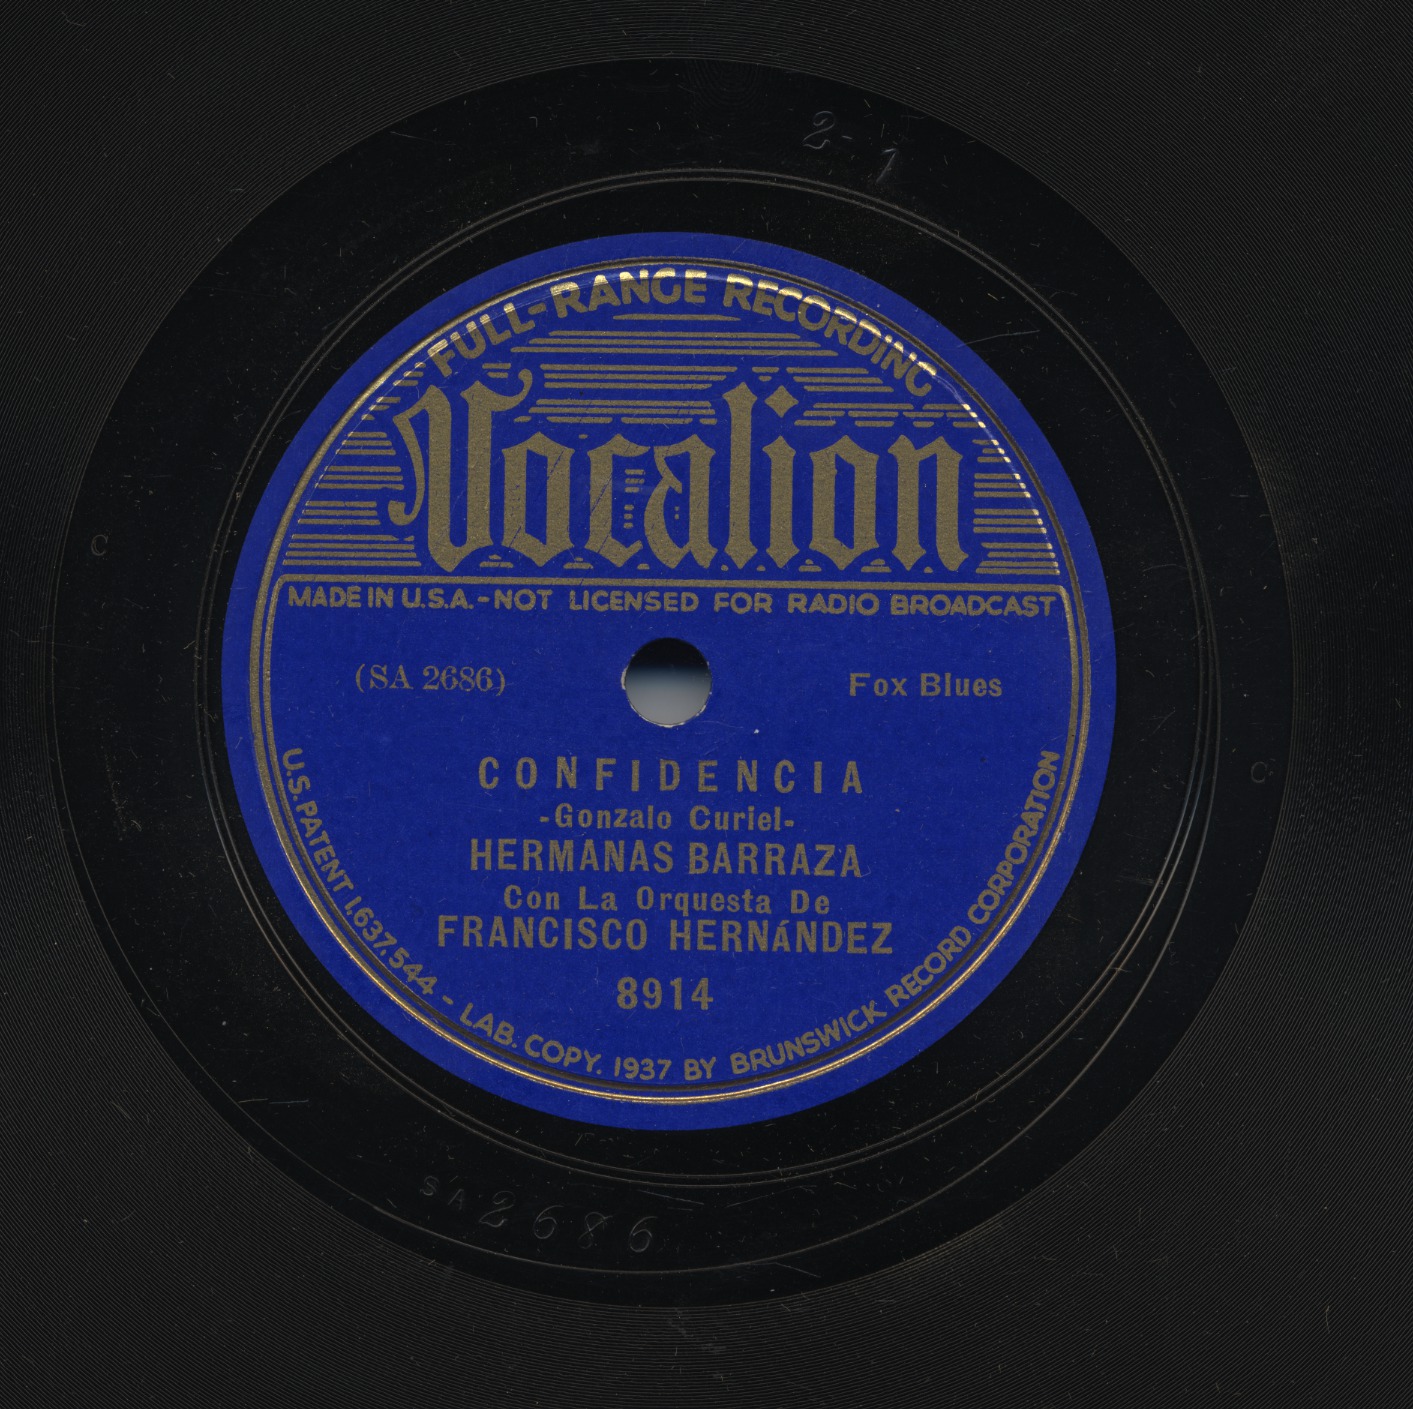 2-1
FULL-RANGE RECORDING
Vocalion
MADE IN U.S.A.-NOT LICENSED FOR RADIO BROADCAST
(SA 2686)
Fox Blues
CONFIDENCIA
-Gonzalo Curiel-
HERMANAS BARRAZA
Con La Orquesta De
FRANCISCO HERNÁNDEZ
8914
U.S. PATENT 1,637,544 - LAB. COPY. 1937 BY BRUNSWICK RECORD CORPORATION
C
C
SA 2686